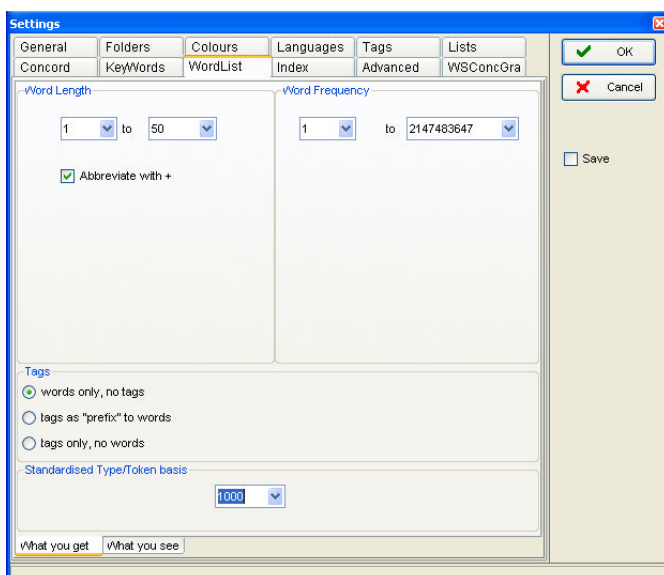 Settings
General Folders Colours Languages Tags Lists
Concord KeyWords WordList Index Advanced WSConcGra
OK
Cancel
Save
Word Length
1 to 50
Abbreviate with +
Word Frequency
1 to 2147483647
Tags
words only, no tags
tags as "prefix" to words
tags only, no words
Standardised Type/Token basis
1000
What you get What you see